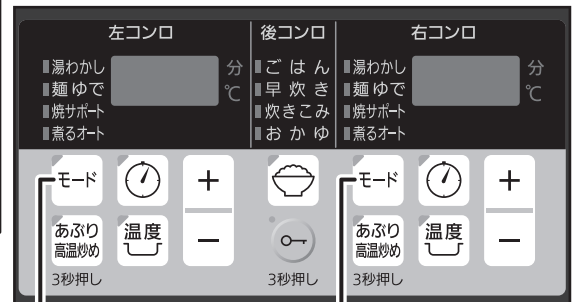 左コンロ 後コンロ 右コンロ
湯わかし 分 ごはん 湯わかし 分
麺ゆで ℃ 早炊き 麺ゆで ℃
焼サポート 炊きこみ 焼サポート
煮るオート おかゆ 煮るオート
モード + モード +
あぶり 温度 − あぶり 温度 −
高温炒め 高温炒め
3秒押し 3秒押し 3秒押し